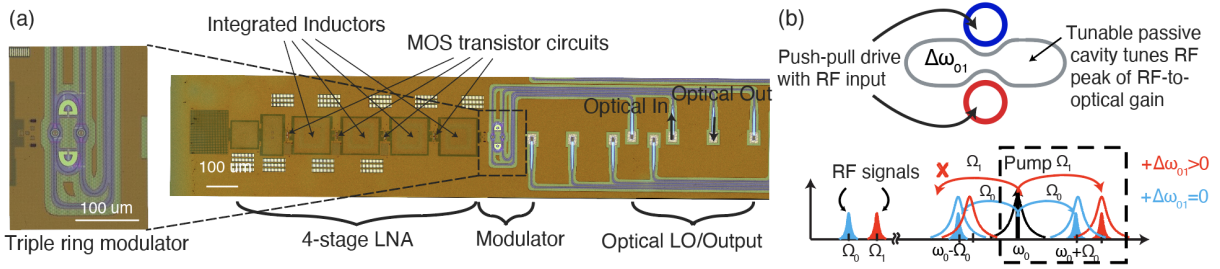 (a)
Integrated Inductors
MOS transistor circuits
Optical In
Optical Out
100 um
100 um
Triple ring modulator
4-stage LNA
Modulator
Optical LO/Output
(b)
Push-pull drive
with RF input
Δω₀₁
Tunable passive
cavity tunes RF
peak of RF-to-
optical gain
RF signals
Ω₁ Pump Ω₁
Ω₀ Ω₀
+Δω₀₁>0
+Δω₀₁=0
Ω₀ Ω₁ ω₀-Ω₀ ω₀ ω₀+Ω₀